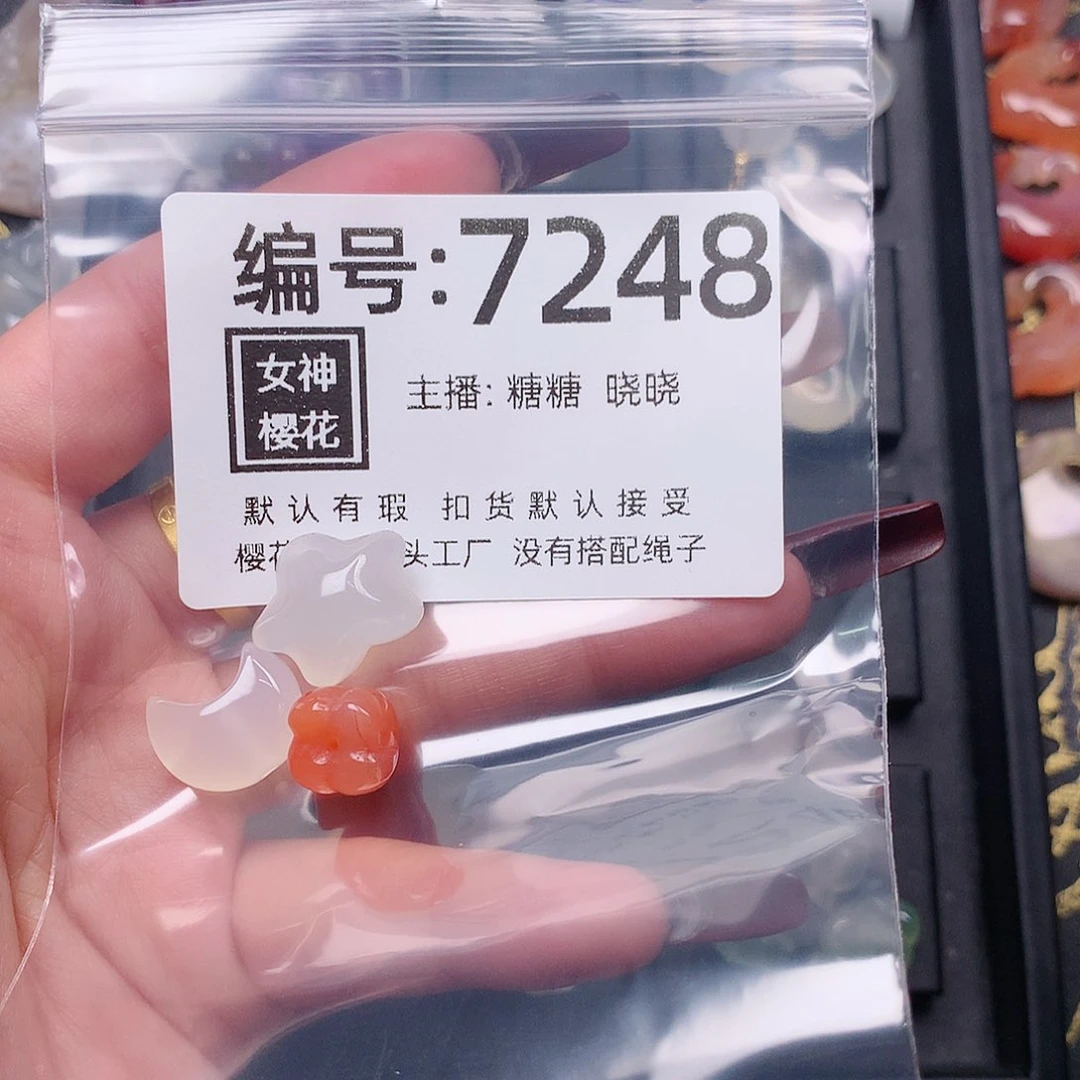 编号:7248
女神
樱花
主播: 糖糖 晓晓
默认有瑕 扣货默认接受
樱 头工厂 没有搭配绳子